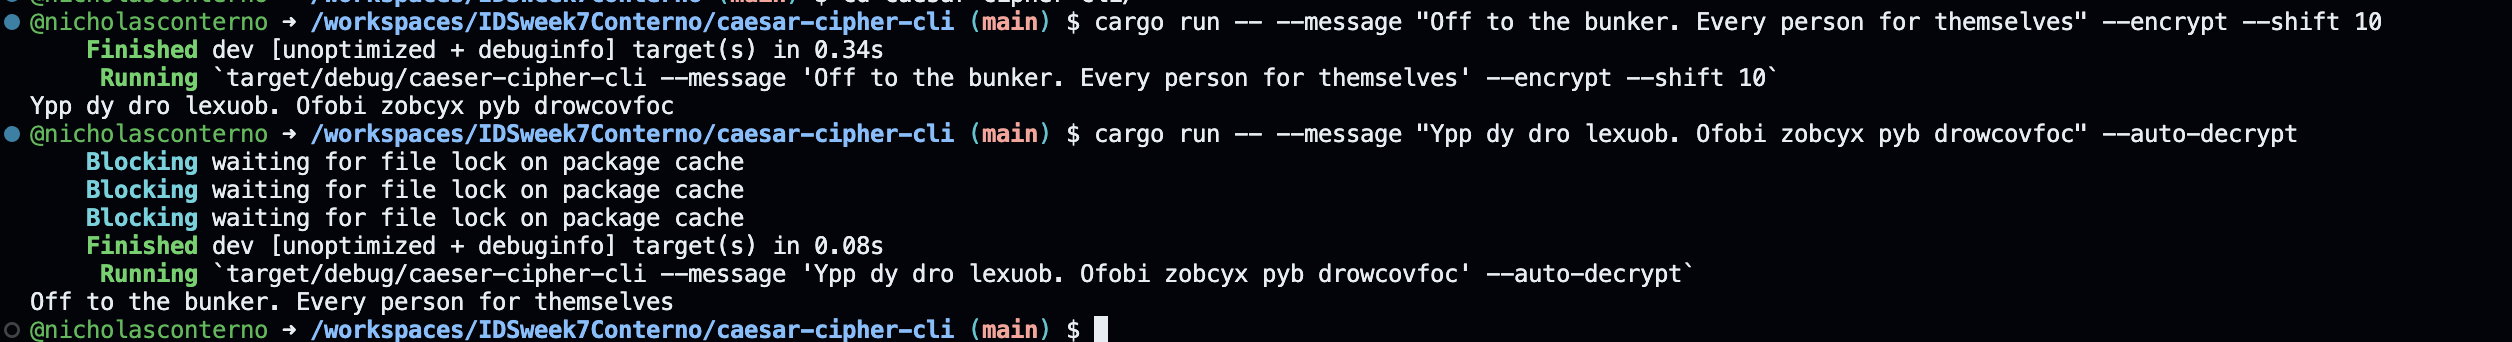 @nicholasconterno ➜ /workspaces/IDSweek7Conterno/caesar-cipher-cli (main) $ cargo run -- --message "Off to the bunker. Every person for themselves" --encrypt --shift 10
Finished dev [unoptimized + debuginfo] target(s) in 0.34s
Running `target/debug/caeser-cipher-cli --message 'Off to the bunker. Every person for themselves' --encrypt --shift 10`
Ypp dy dro lexuob. Ofobi zobcyx pyb drowcovfoc
@nicholasconterno ➜ /workspaces/IDSweek7Conterno/caesar-cipher-cli (main) $ cargo run -- --message "Ypp dy dro lexuob. Ofobi zobcyx pyb drowcovfoc" --auto-decrypt
Blocking waiting for file lock on package cache
Blocking waiting for file lock on package cache
Blocking waiting for file lock on package cache
Finished dev [unoptimized + debuginfo] target(s) in 0.08s
Running `target/debug/caeser-cipher-cli --message 'Ypp dy dro lexuob. Ofobi zobcyx pyb drowcovfoc' --auto-decrypt`
Off to the bunker. Every person for themselves
@nicholasconterno ➜ /workspaces/IDSweek7Conterno/caesar-cipher-cli (main) $